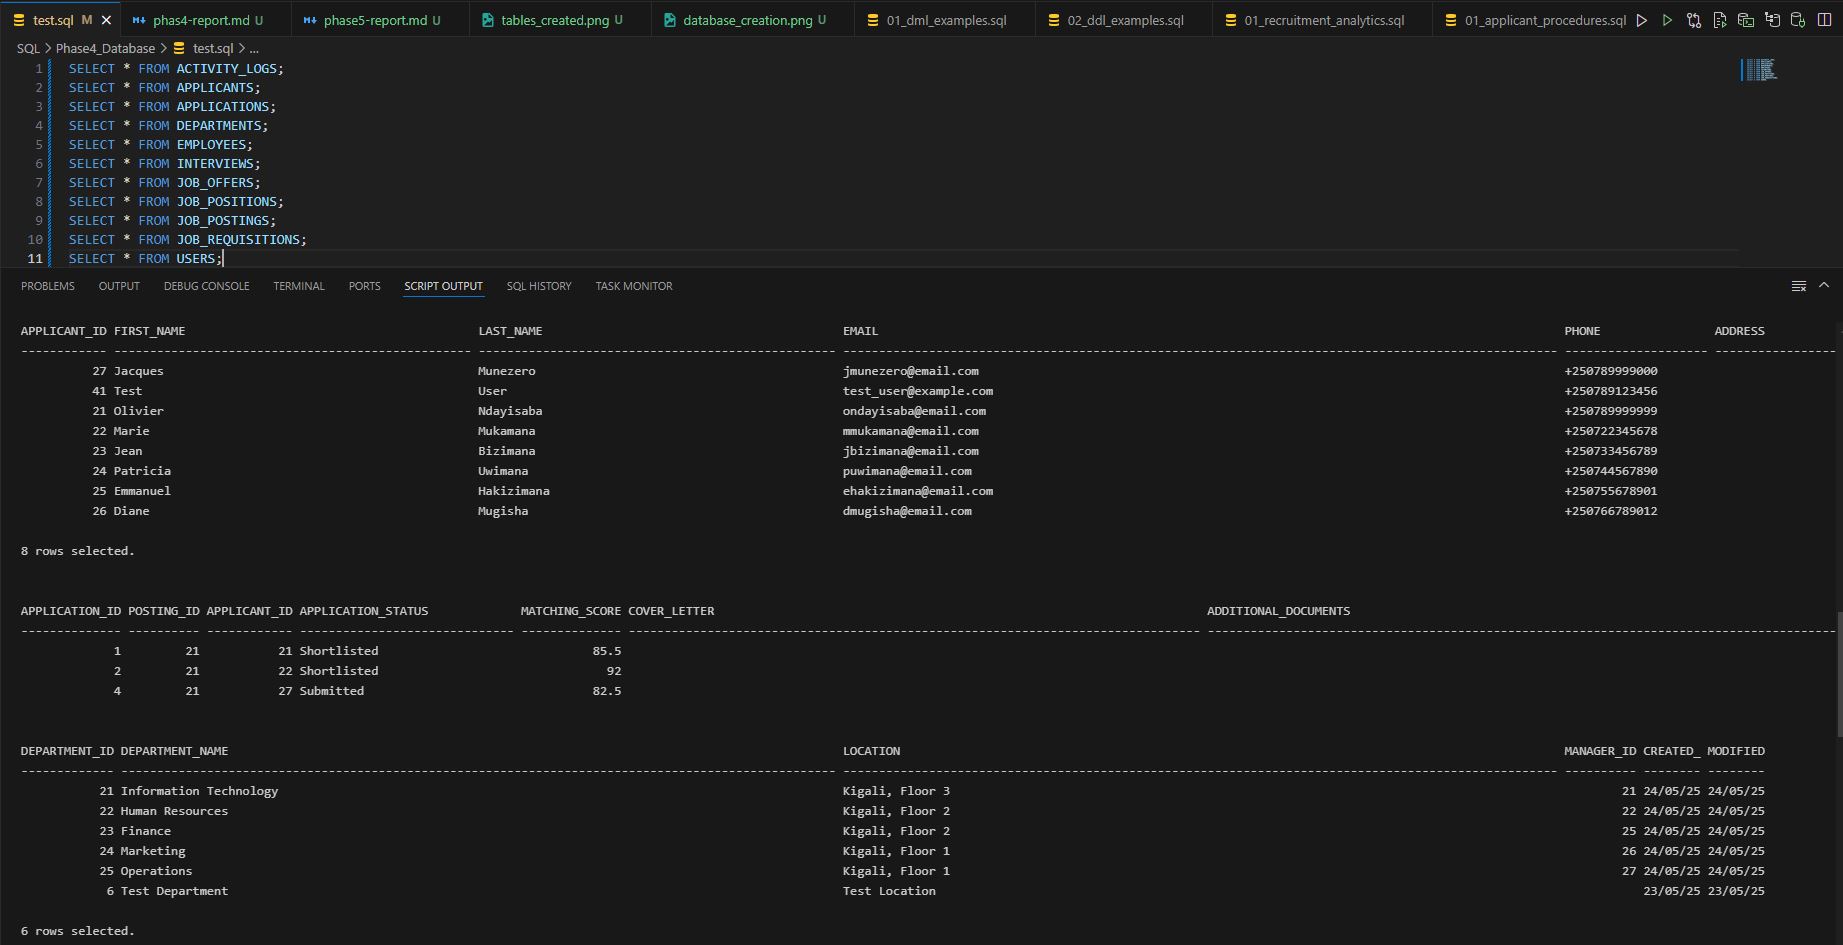 test.sql M phas4-report.md U phase5-report.md U tables_created.png U database_creation.png U 01_dml_examples.sql 02_ddl_examples.sql 01_recruitment_analytics.sql 01_applicant_procedures.sql
SQL > Phase4_Database > test.sql > ...
1 SELECT * FROM ACTIVITY_LOGS;
2 SELECT * FROM APPLICANTS;
3 SELECT * FROM APPLICATIONS;
4 SELECT * FROM DEPARTMENTS;
5 SELECT * FROM EMPLOYEES;
6 SELECT * FROM INTERVIEWS;
7 SELECT * FROM JOB_OFFERS;
8 SELECT * FROM JOB_POSITIONS;
9 SELECT * FROM JOB_POSTINGS;
10 SELECT * FROM JOB_REQUISITIONS;
11 SELECT * FROM USERS;
PROBLEMS OUTPUT DEBUG CONSOLE TERMINAL PORTS SCRIPT OUTPUT SQL HISTORY TASK MONITOR
APPLICANT_ID FIRST_NAME LAST_NAME EMAIL PHONE ADDRESS
27 Jacques Munezero jmunezero@email.com +250789999000
41 Test User test_user@example.com +250789123456
21 Olivier Ndayisaba ondayisaba@email.com +250789999999
22 Marie Mukamana mmukamana@email.com +250722345678
23 Jean Bizimana jbizimana@email.com +250733456789
24 Patricia Uwimana puwimana@email.com +250744567890
25 Emmanuel Hakizimana ehakizimana@email.com +250755678901
26 Diane Mugisha dmugisha@email.com +250766789012
8 rows selected.
APPLICATION_ID POSTING_ID APPLICANT_ID APPLICATION_STATUS MATCHING_SCORE COVER_LETTER ADDITIONAL_DOCUMENTS
1 21 21 Shortlisted 85.5
2 21 22 Shortlisted 92
4 21 27 Submitted 82.5
DEPARTMENT_ID DEPARTMENT_NAME LOCATION MANAGER_ID CREATED_ MODIFIED
21 Information Technology Kigali, Floor 3 21 24/05/25 24/05/25
22 Human Resources Kigali, Floor 2 22 24/05/25 24/05/25
23 Finance Kigali, Floor 2 25 24/05/25 24/05/25
24 Marketing Kigali, Floor 1 26 24/05/25 24/05/25
25 Operations Kigali, Floor 1 27 24/05/25 24/05/25
6 Test Department Test Location 23/05/25 23/05/25
6 rows selected.